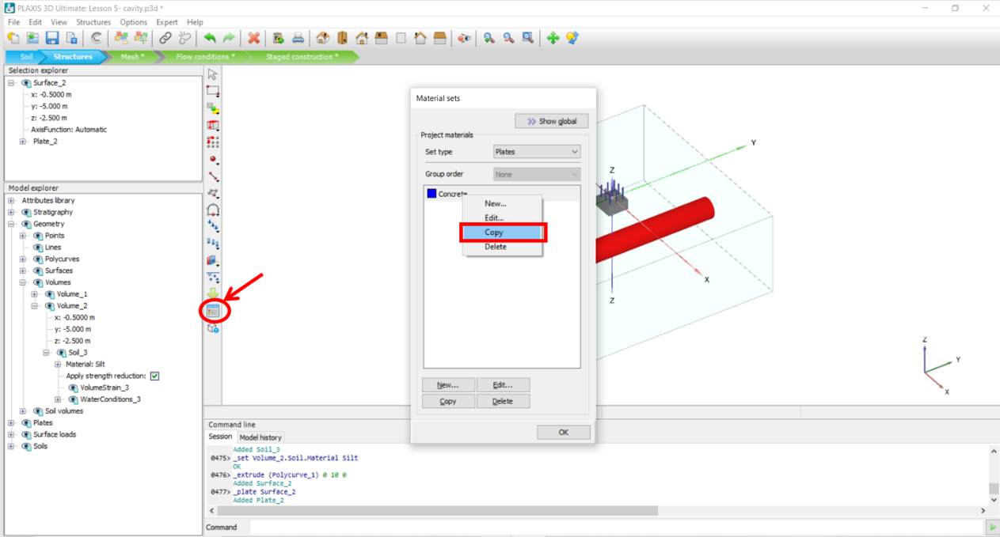 PLAXIS 3D Ultimate: Lesson 5- cavity.p3d *
File Edit View Structures Options Expert Help
Soil Structures Mesh * Flow conditions * Staged construction *
Selection explorer
Surface_2
x: -0.5000 m
y: -5.000 m
z: -2.500 m
AxisFunction: Automatic
Plate_2
Model explorer
Attributes library
Stratigraphy
Geometry
Points
Lines
Polycurves
Surfaces
Volumes
Volume_1
Volume_2
x: -0.5000 m
y: -5.000 m
z: -2.500 m
Soil_3
Material: Silt
Apply strength reduction:
VolumeStrain_3
WaterConditions_3
Soil volumes
Plates
Surface loads
Soils
Material sets
Show global
Project materials
Set type Plates
Group order None
Concrete
New...
Edit...
Copy
Delete
New... Edit...
Copy Delete
OK
Y
Z
X
Z
Z
Y
X
Command line
Session Model history
Added Soil_3
0475> _set Volume_2.Soil.Material Silt
OK
0476> _extrude (Polycurve_1) 0 10 0
Added Surface_2
0477> _plate Surface_2
Added Plate_2
Command